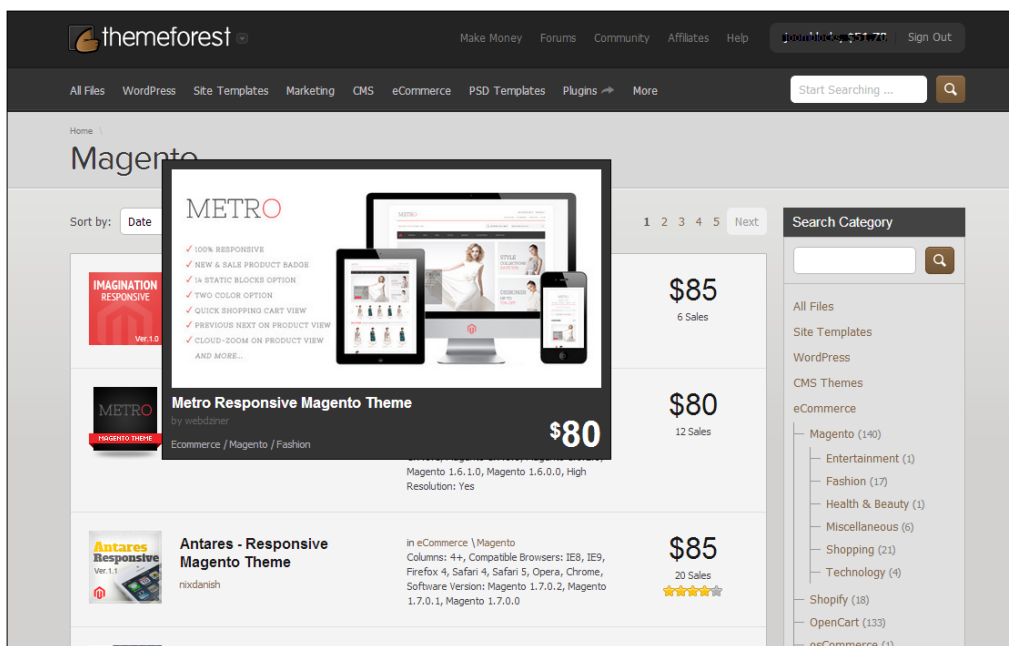 themeforest
Make Money Forums Community Affiliates Help
$51.70 Sign Out
All Files WordPress Site Templates Marketing CMS eCommerce PSD Templates Plugins More
Start Searching ...
Home \
Magento
Sort by: Date
1 2 3 4 5 Next
Search Category
IMAGINATION
RESPONSIVE
Ver.1.0
METRO
✓ 100% RESPONSIVE
✓ NEW & SALE PRODUCT BADGE
✓ 14 STATIC BLOCKS OPTION
✓ TWO COLOR OPTION
✓ QUICK SHOPPING CART VIEW
✓ PREVIOUS NEXT ON PRODUCT VIEW
✓ CLOUD-ZOOM ON PRODUCT VIEW
AND MORE...
METRO
STYLE
DESIGNER
Metro Responsive Magento Theme
by webdziner
Ecommerce / Magento / Fashion
$80
$85
6 Sales
METRO
MAGENTO THEME
Magento 1.6.1.0, Magento 1.6.0.0, High
Resolution: Yes
$80
12 Sales
Antares
Responsive
Ver.1.1
Antares - Responsive
Magento Theme
nixdanish
in eCommerce \ Magento
Columns: 4+, Compatible Browsers: IE8, IE9,
Firefox 4, Safari 4, Safari 5, Opera, Chrome,
Software Version: Magento 1.7.0.2, Magento
1.7.0.1, Magento 1.7.0.0
$85
20 Sales
All Files
Site Templates
WordPress
CMS Themes
eCommerce
Magento (140)
Entertainment (1)
Fashion (17)
Health & Beauty (1)
Miscellaneous (6)
Shopping (21)
Technology (4)
Shopify (18)
OpenCart (133)
osCommerce (1)